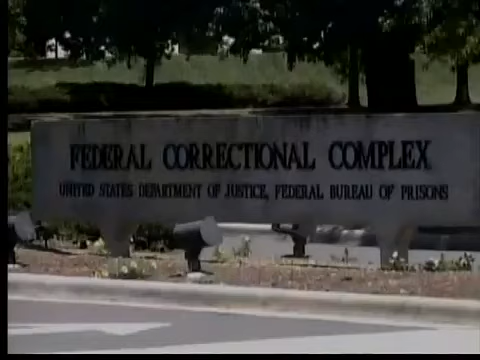 FEDERAL CORRECTIONAL COMPLEX
UNITED STATES DEPARTMENT OF JUSTICE, FEDERAL BUREAU OF PRISONS